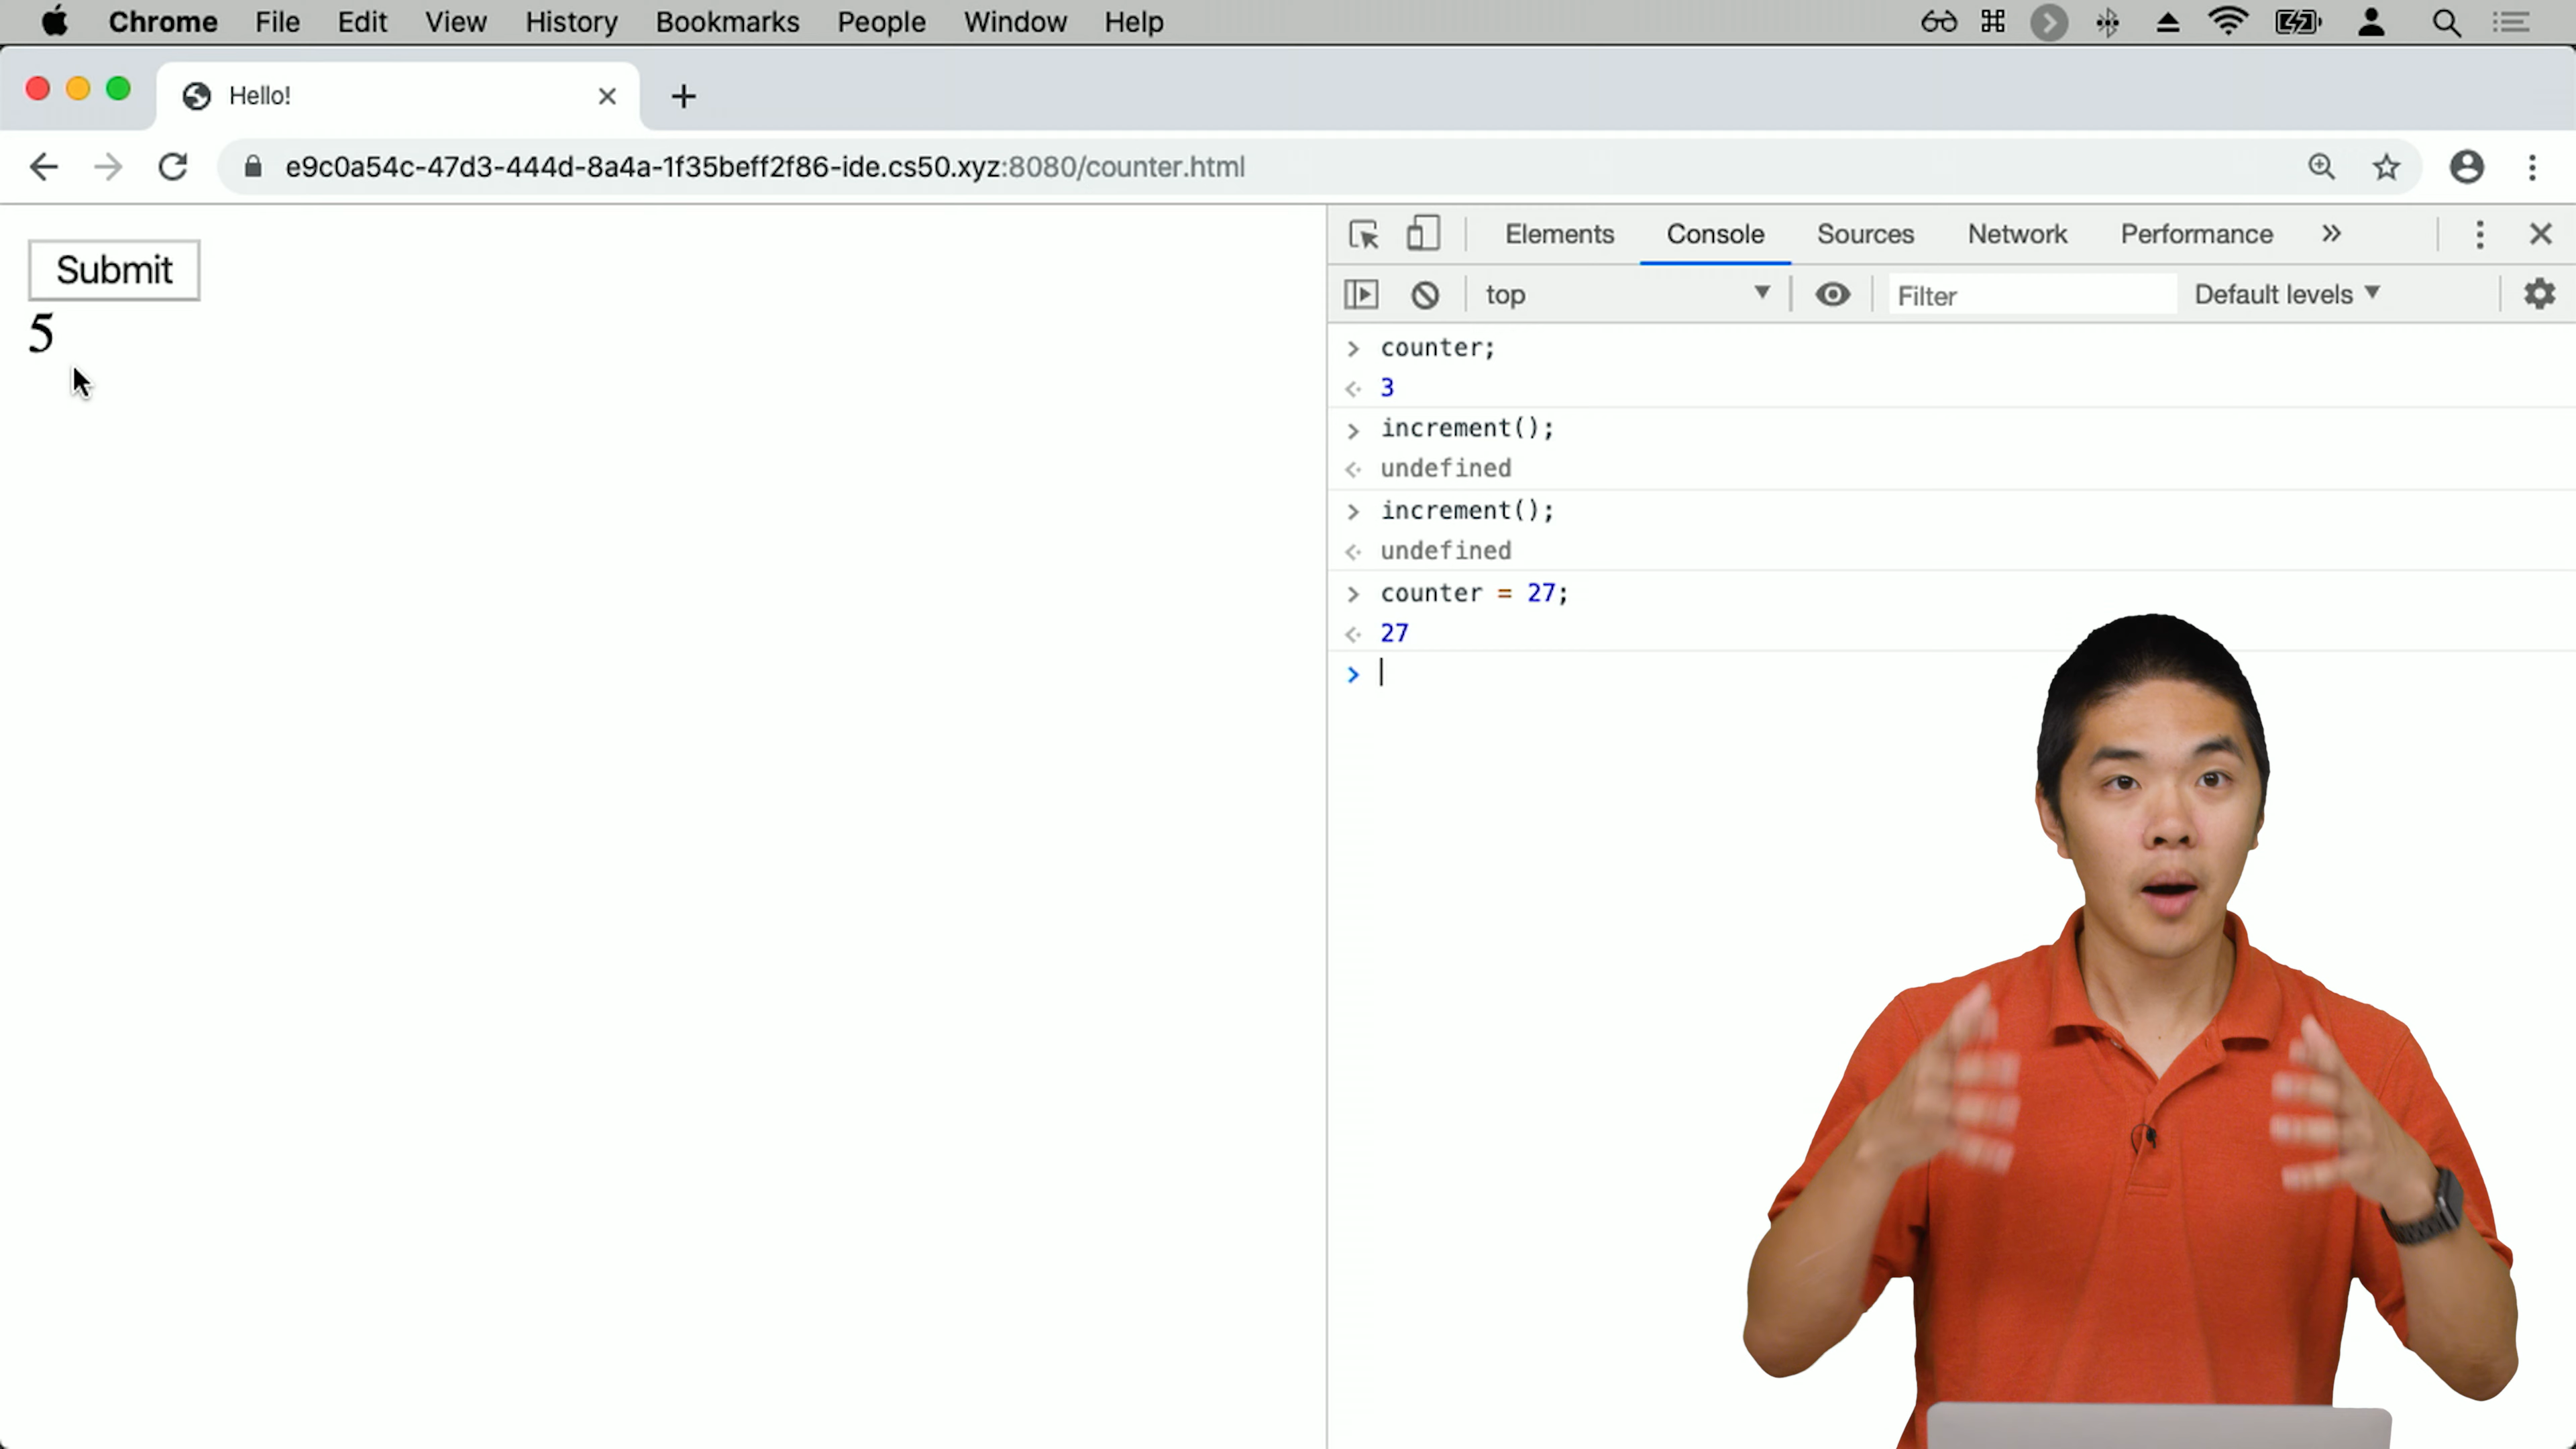 Chrome File Edit View History Bookmarks People Window Help
Hello!
e9c0a54c-47d3-444d-8a4a-1f35beff2f86-ide.cs50.xyz:8080/counter.html
Submit
5
Elements Console Sources Network Performance
top Filter Default levels
counter;
3
increment();
undefined
increment();
undefined
counter = 27;
27